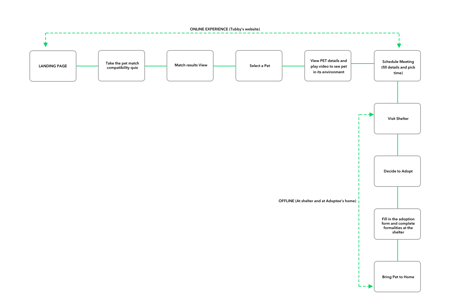 ONLINE EXPERIENCE (Tubby's website)
LANDING PAGE
Take the pet match
compatibility quiz
Match results View
Select a Pet
View PET details and
play video to see pet
in its environment
Schedule Meeting
(fill details and pick
time)
Visit Shelter
Decide to Adopt
OFFLINE (At shelter and at Adoptee's home)
Fill in the adoption
form and complete
formalities at the
shelter
Bring Pet to Home